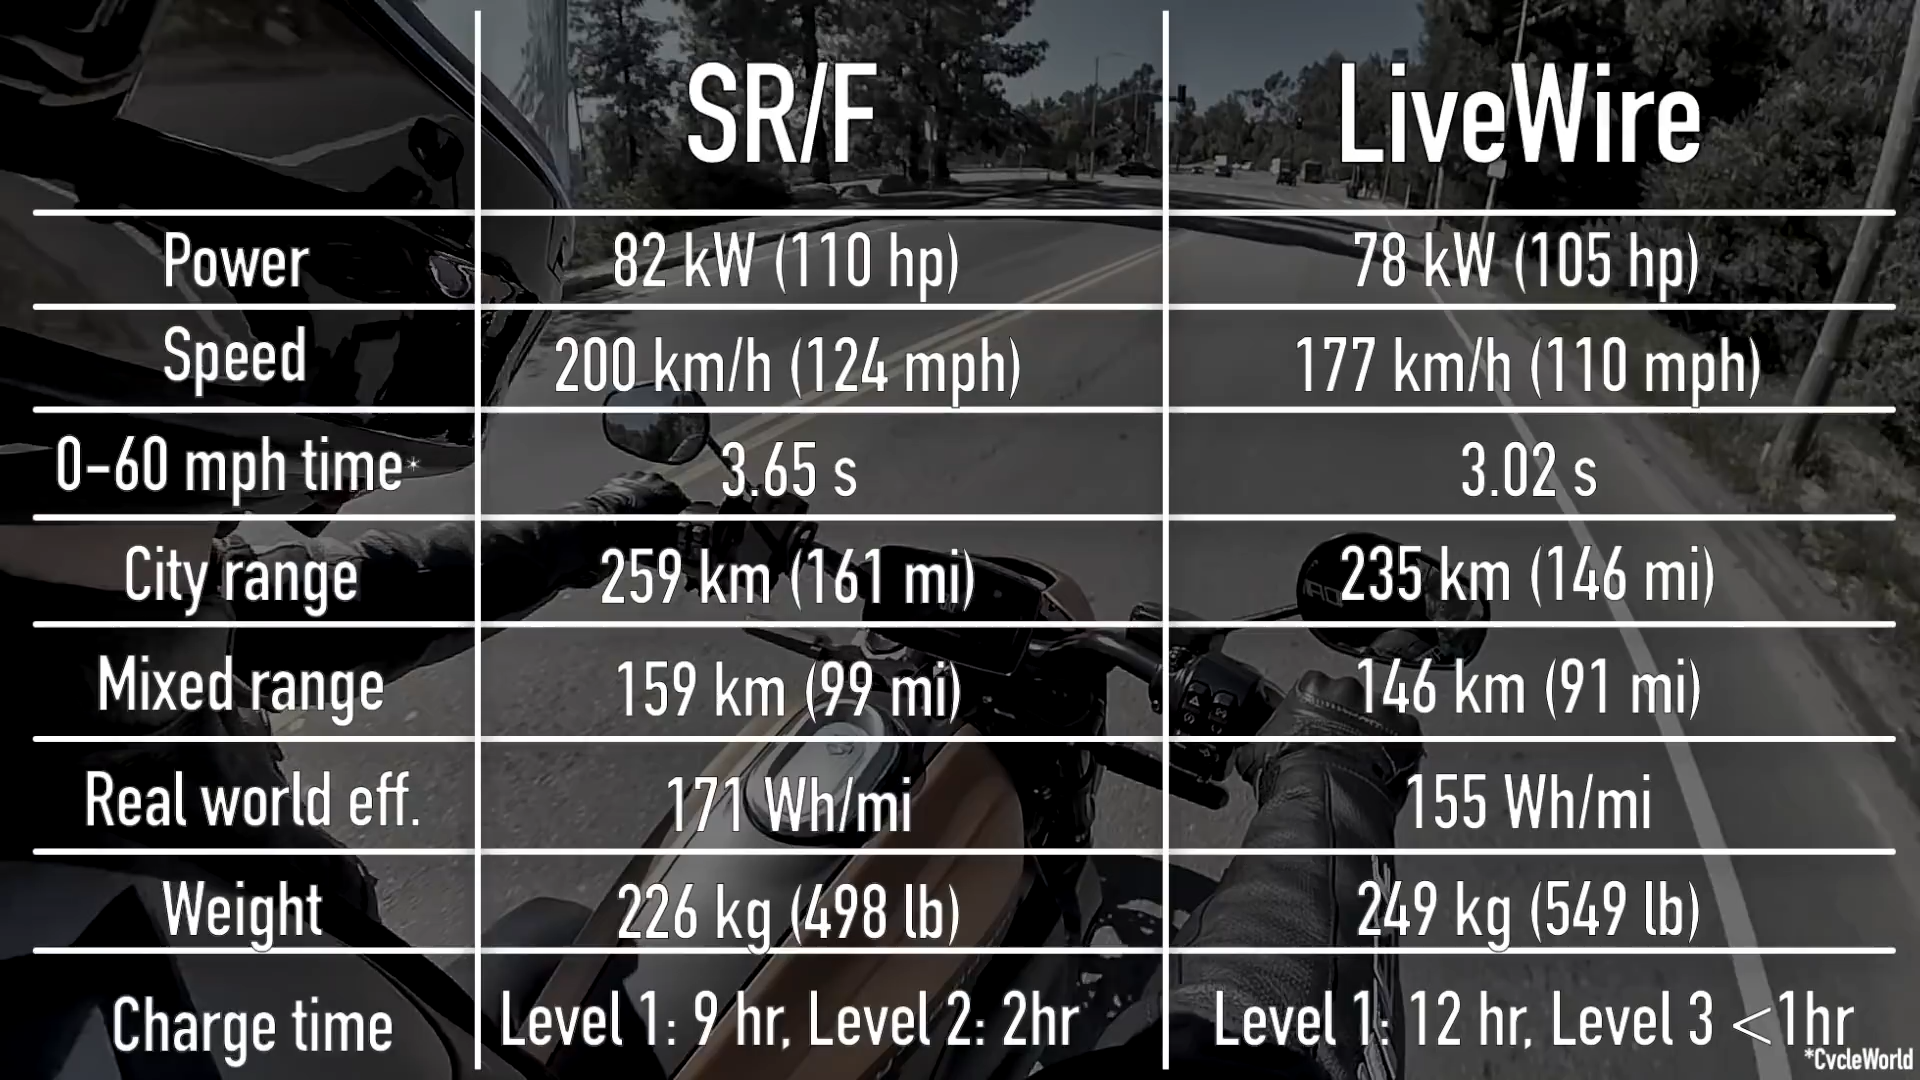 SR/F LiveWire
Power 82 kW (110 hp) 78 kW (105 hp)
Speed 200 km/h (124 mph) 177 km/h (110 mph)
0-60 mph time* 3.65 s 3.02 s
City range 259 km (161 mi) 235 km (146 mi)
Mixed range 159 km (99 mi) 146 km (91 mi)
Real world eff. 171 Wh/mi 155 Wh/mi
Weight 226 kg (498 lb) 249 kg (549 lb)
Charge time Level 1: 9 hr, Level 2: 2hr Level 1: 12 hr, Level 3 <1hr
*CycleWorld